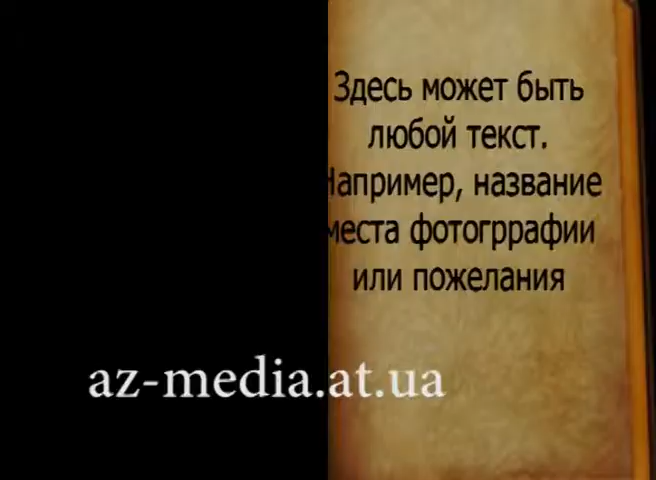 Здесь может быть
любой текст.
Например, название
места фотогррафии
или пожелания
az-media.at.ua